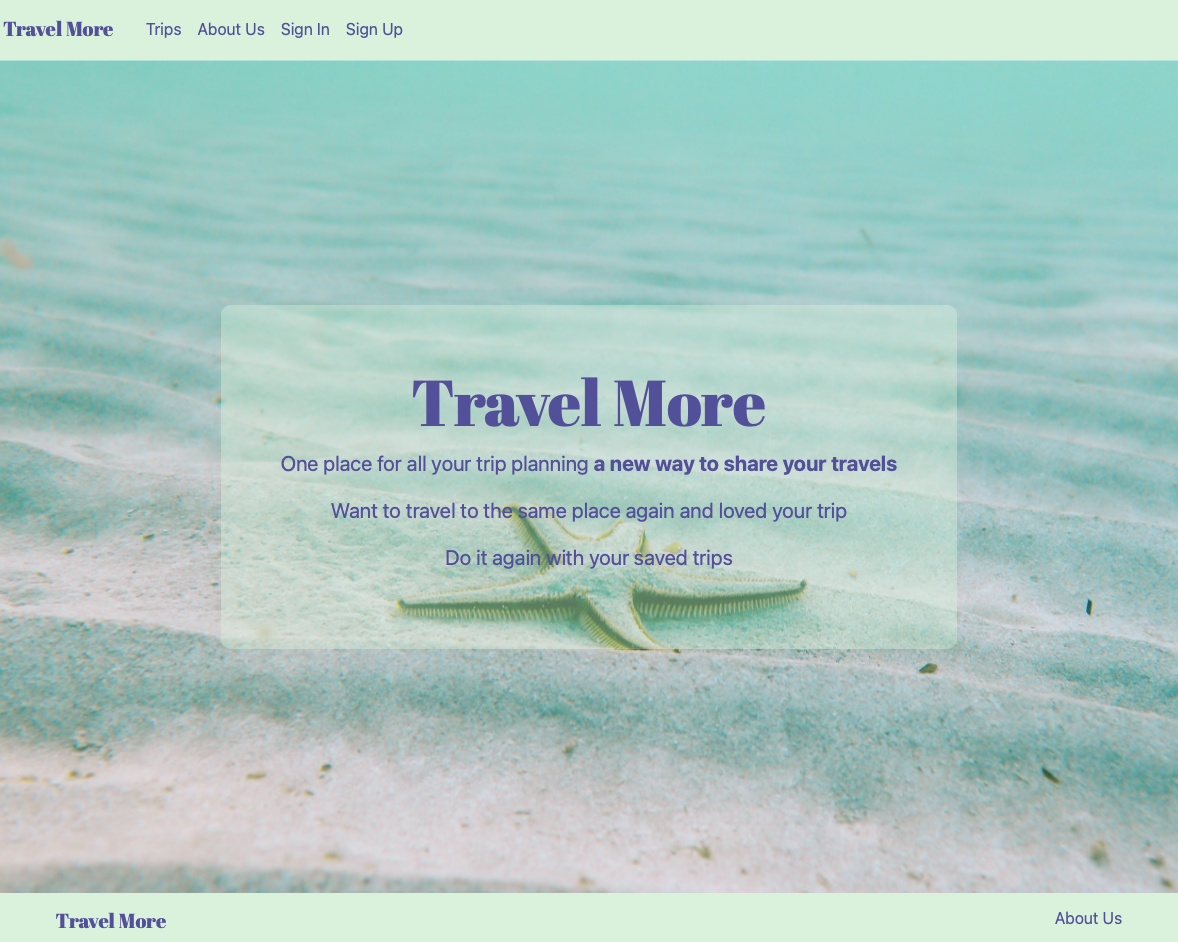 Travel More Trips About Us Sign In Sign Up
Travel More
One place for all your trip planning a new way to share your travels
Want to travel to the same place again and loved your trip
Do it again with your saved trips
Travel More About Us